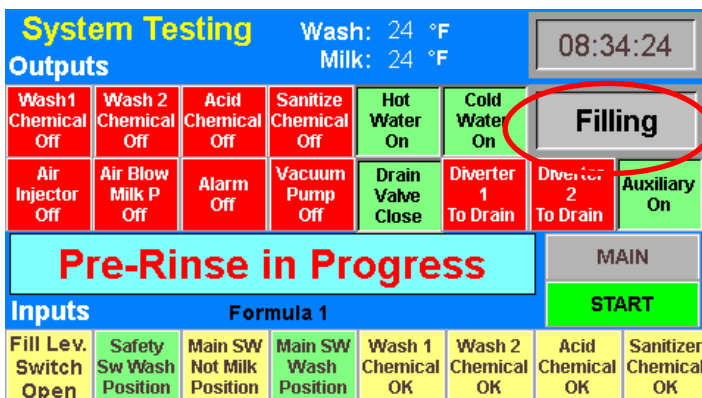 System Testing
Wash: 24 °F
Milk: 24 °F
08:34:24
Outputs
Wash1 Chemical Off
Wash 2 Chemical Off
Acid Chemical Off
Sanitize Chemical Off
Hot Water On
Cold Water On
Filling
Air Injector Off
Air Blow Milk P Off
Alarm Off
Vacuum Pump Off
Drain Valve Close
Diverter 1 To Drain
Diverter 2 To Drain
Auxiliary On
Pre-Rinse in Progress
MAIN
START
Inputs
Formula 1
Fill Lev. Switch Open
Safety Sw Wash Position
Main SW Not Milk Position
Main SW Wash Position
Wash 1 Chemical OK
Wash 2 Chemical OK
Acid Chemical OK
Sanitizer Chemical OK